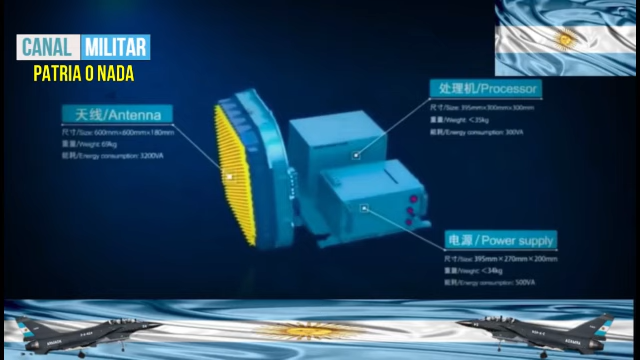 CANAL MILITAR
PATRIA O NADA
天线/Antenna
尺寸/Size: 600mm×600mm×180mm
重量/Weight: 69kg
能耗/Energy consumption: 3200VA
处理机/Processor
尺寸/Size: 395mm×300mm×300mm
重量/Weight: <35kg
能耗/Energy consumption: 300VA
电源/Power supply
尺寸/Size: 395mm×270mm×200mm
重量/Weight: <34kg
能耗/Energy consumption: 500VA